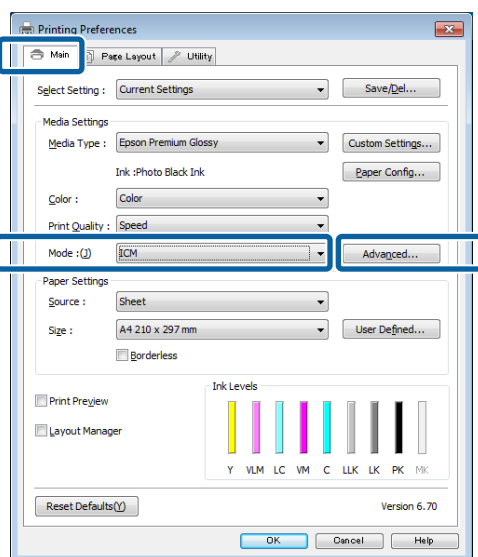 Printing Preferences
Main Page Layout Utility
Select Setting : Current Settings Save/Del...
Media Settings
Media Type : Epson Premium Glossy Custom Settings...
Ink :Photo Black Ink Paper Config...
Color : Color
Print Quality : Speed
Mode :(J) ICM Advanced...
Paper Settings
Source : Sheet
Size : A4 210 x 297 mm User Defined...
Borderless
Ink Levels
Print Preview
Layout Manager
Y VLM LC VM C LLK LK PK MK
Reset Defaults(Y) Version 6.70
OK Cancel Help